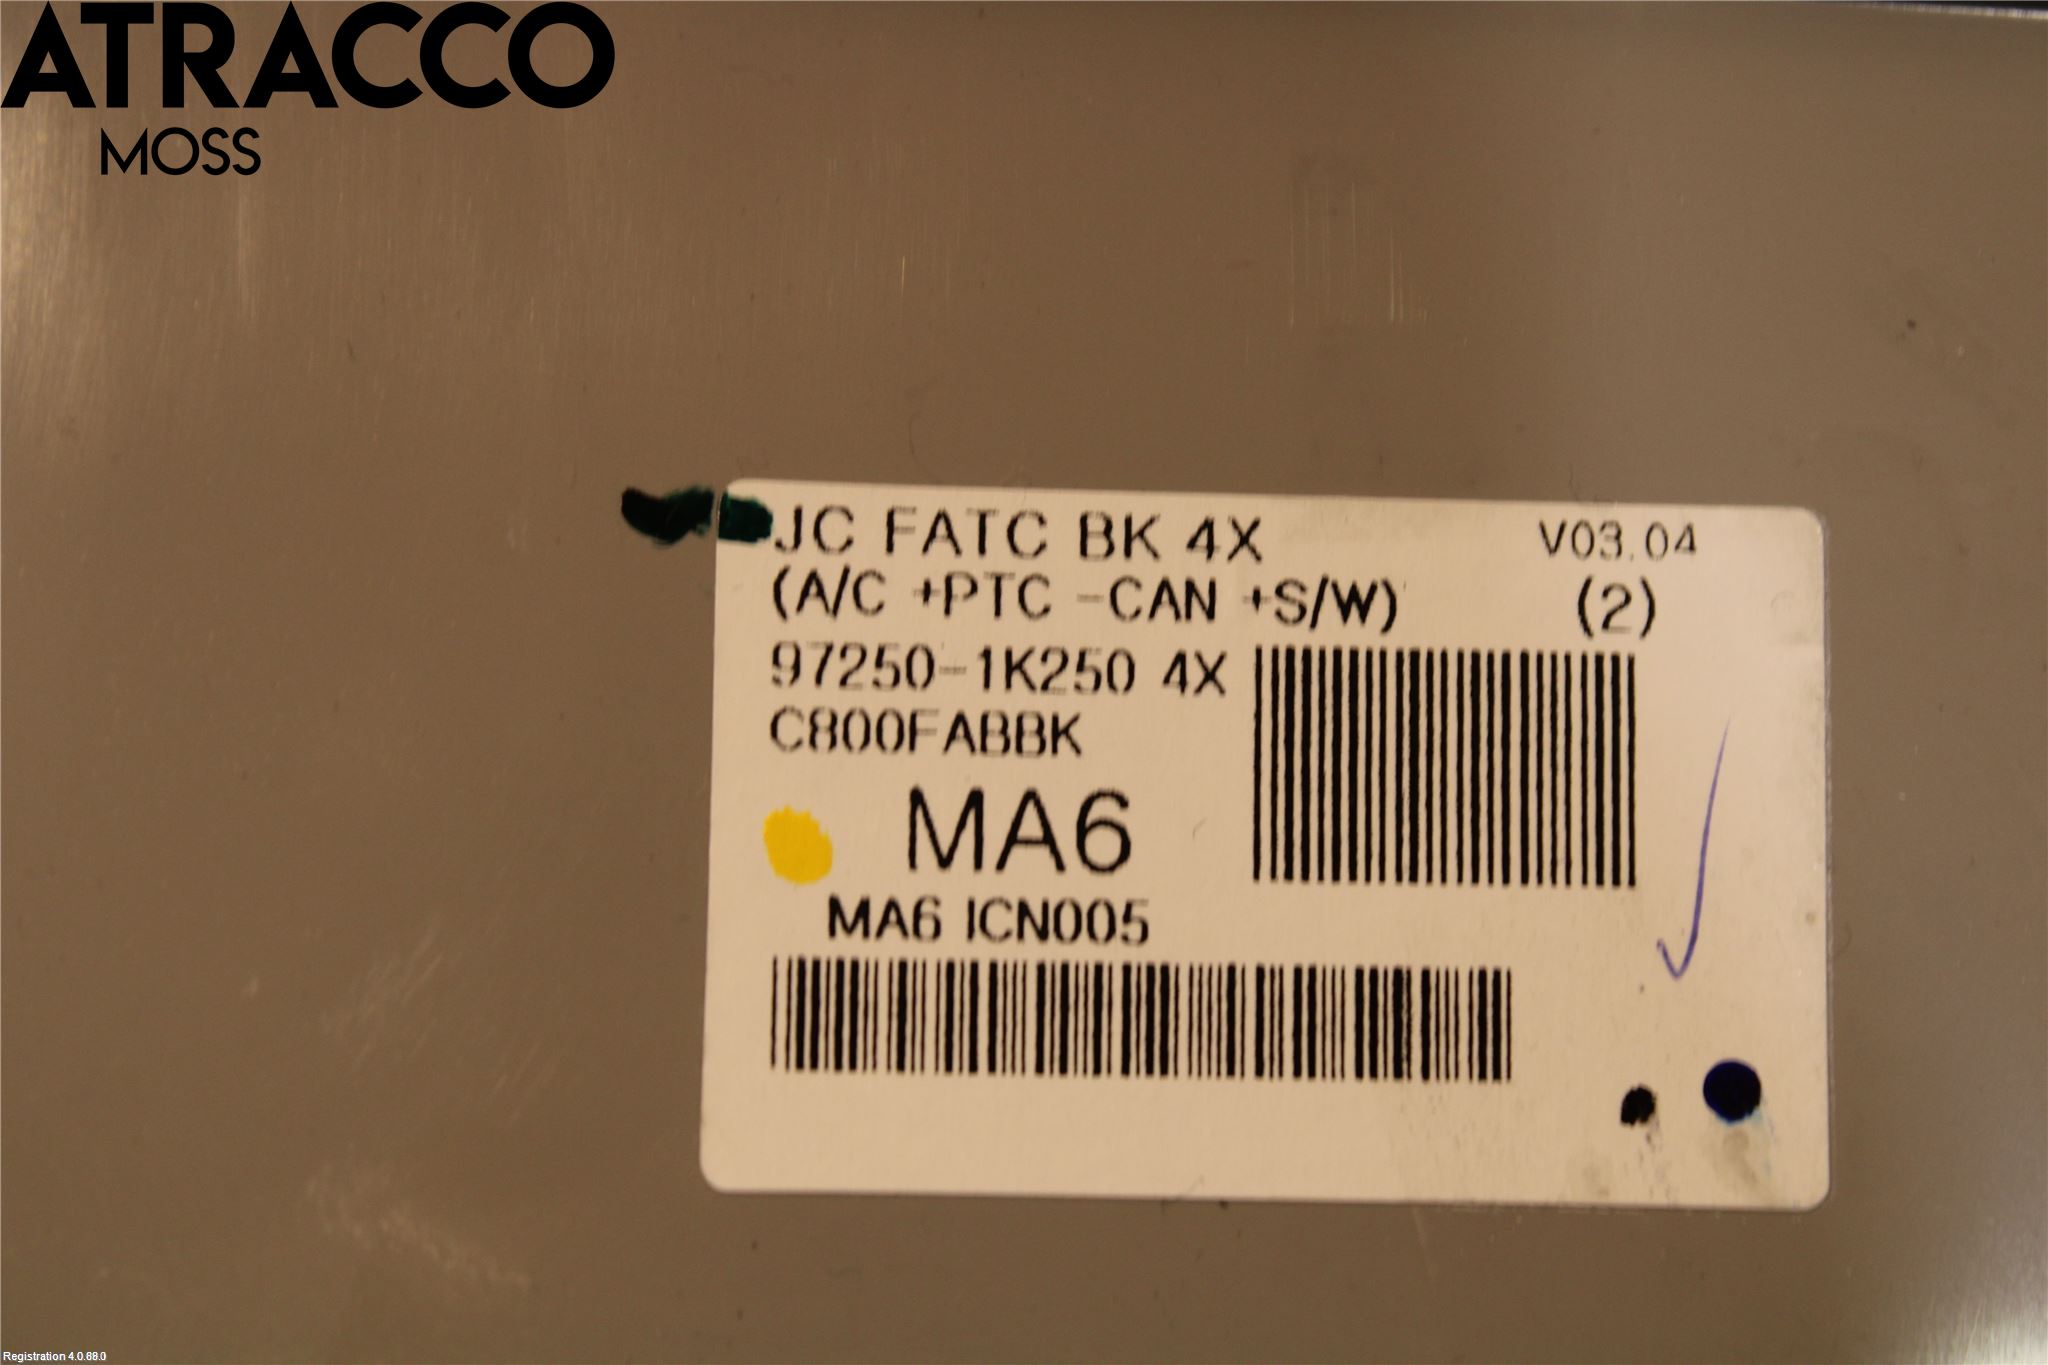 ATRACCO
MOSS
JC FATC BK 4X
V03.04
(A/C +PTC -CAN +S/W)
(2)
97250-1K250 4X
C800FABBK
MA6
MA6 ICN005
Registration 4.0.68.0